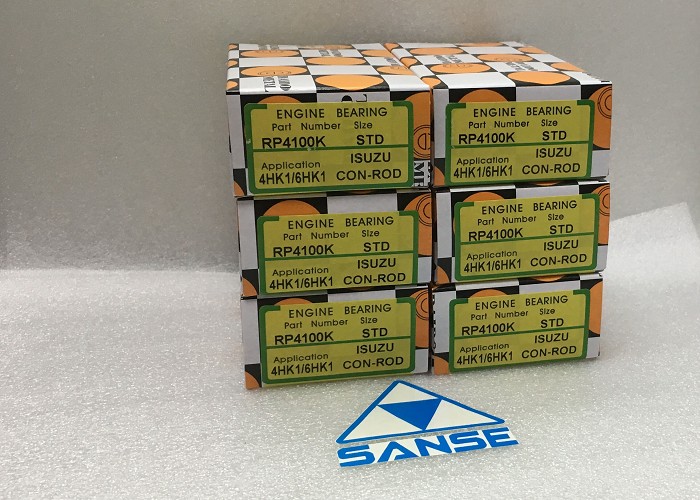 ENGINE BEARING
Part Number Size
RP4100K STD
Application ISUZU
4HK1/6HK1 CON-ROD
ENGINE BEARING
Part Number Size
RP4100K STD
Application ISUZU
4HK1/6HK1 CON-ROD
ENGINE BEARING
Part Number Size
RP4100K STD
Application ISUZU
4HK1/6HK1 CON-ROD
ENGINE BEARING
Part Number Size
RP4100K STD
Application ISUZU
4HK1/6HK1 CON-ROD
ENGINE BEARING
Part Number Size
RP4100K STD
Application ISUZU
4HK1/6HK1 CON-ROD
ENGINE BEARING
Part Number Size
RP4100K STD
Application ISUZU
4HK1/6HK1 CON-ROD
SANSE